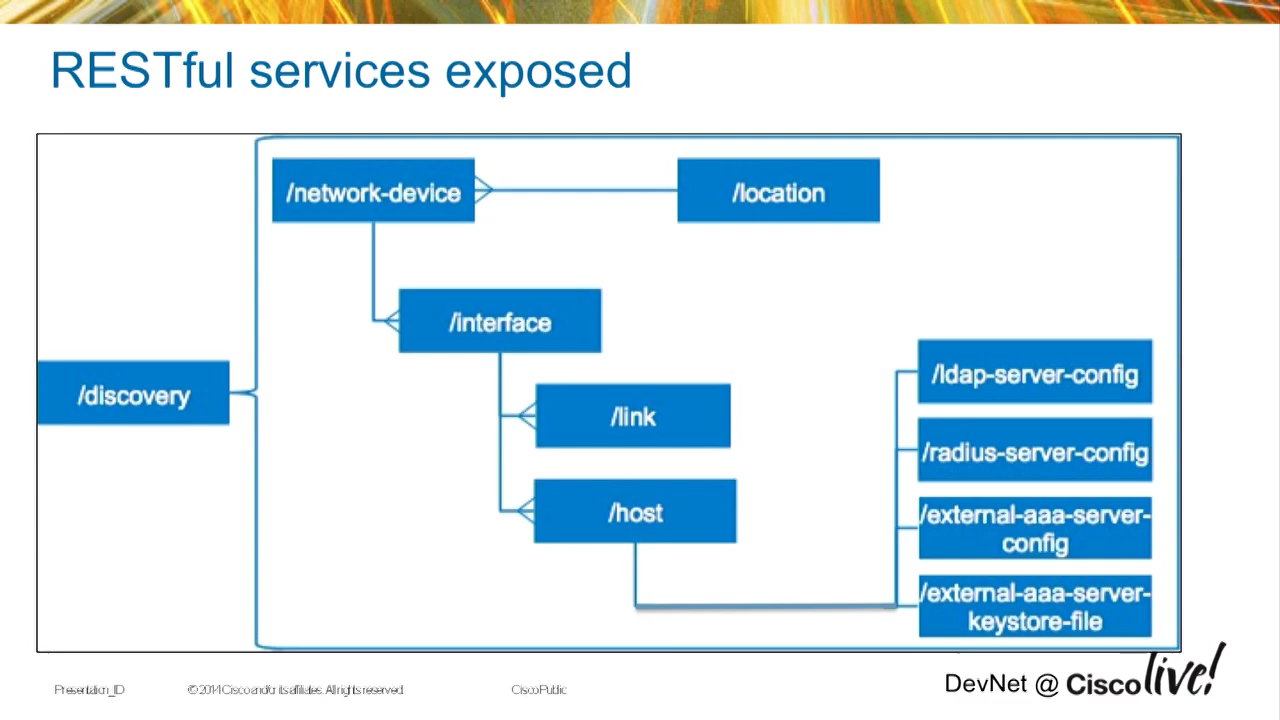 RESTful services exposed
/network-device
/location
/interface
/discovery
/link
/host
/ldap-server-config
/radius-server-config
/external-aaa-server-
config
/external-aaa-server-
keystore-file
Presentation_ID
© 2014 Cisco and/or its affiliates. All rights reserved.
Cisco Public
DevNet @ Cisco live!